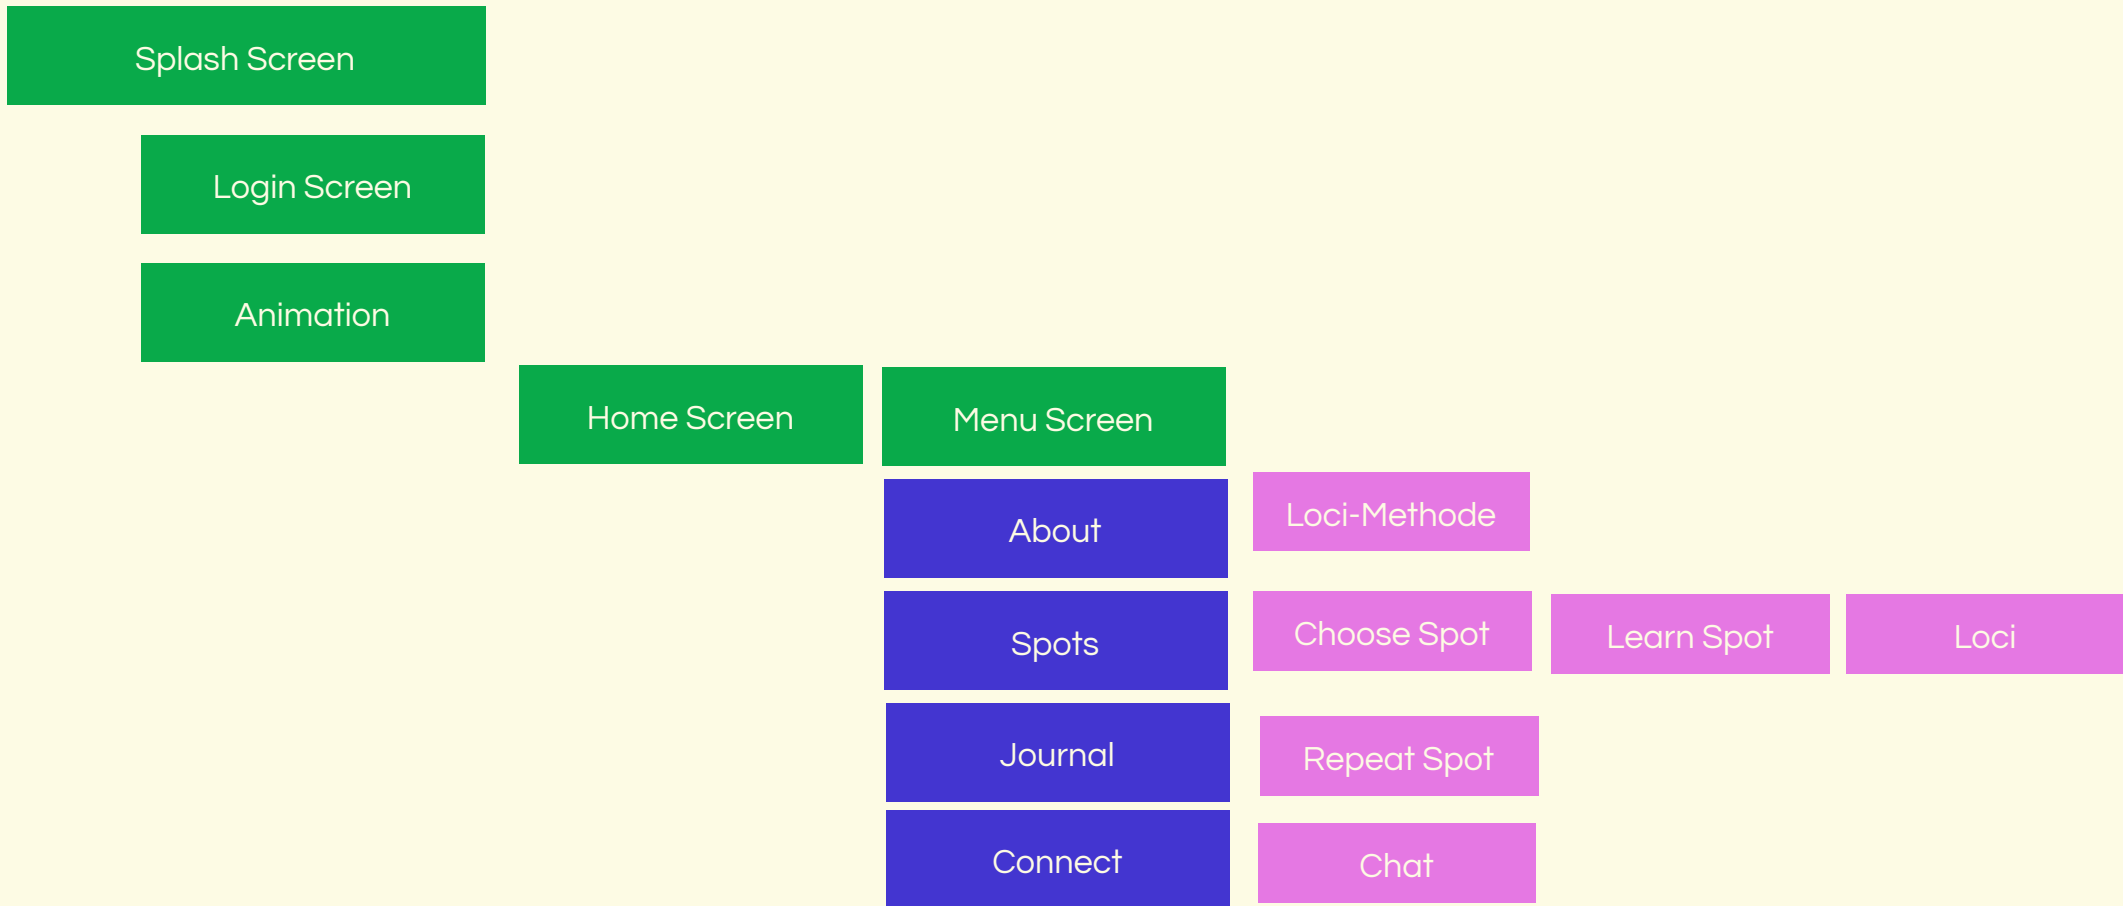 Splash Screen
Login Screen
Animation
Home Screen
Menu Screen
About
Loci-Methode
Spots
Choose Spot
Learn Spot
Loci
Journal
Repeat Spot
Connect
Chat